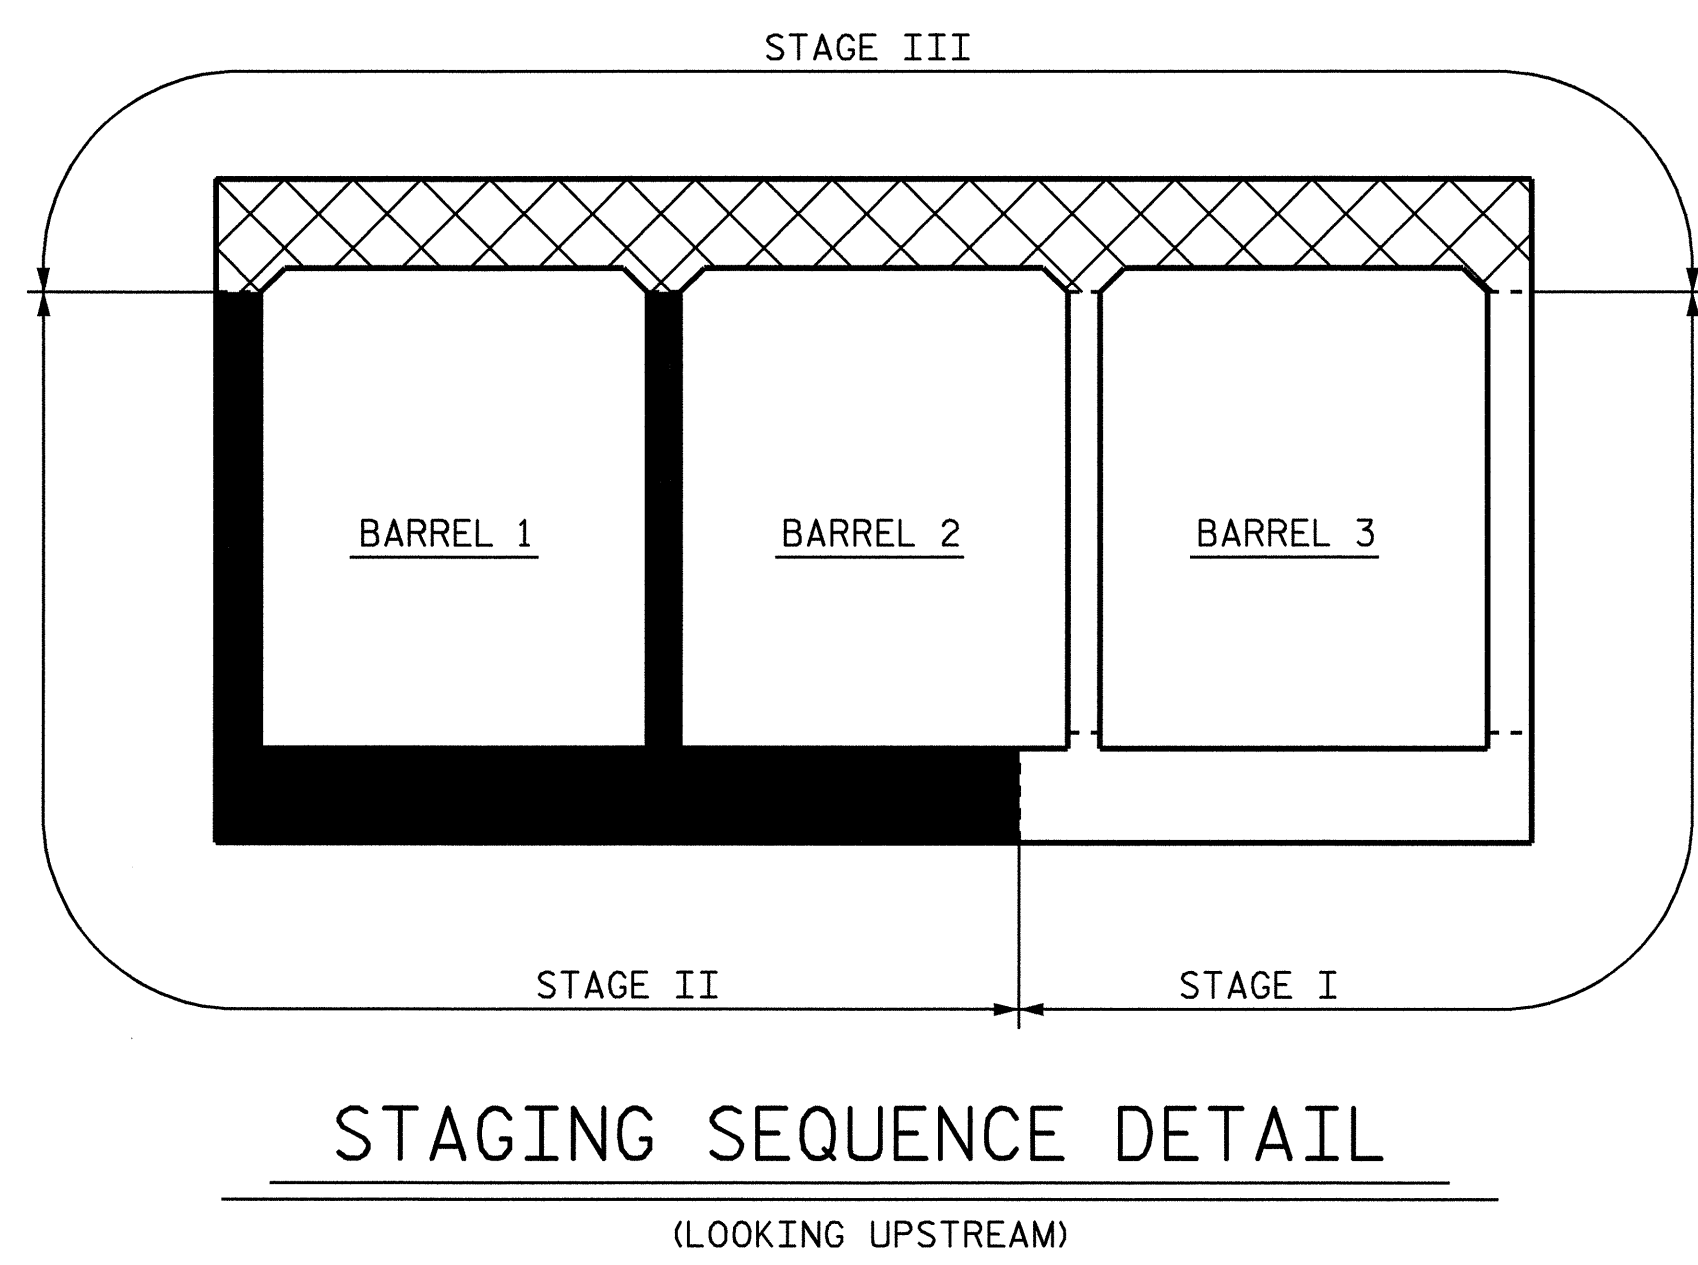 STAGE III
BARREL 1
BARREL 2
BARREL 3
STAGE II
STAGE I
STAGING SEQUENCE DETAIL
(LOOKING UPSTREAM)